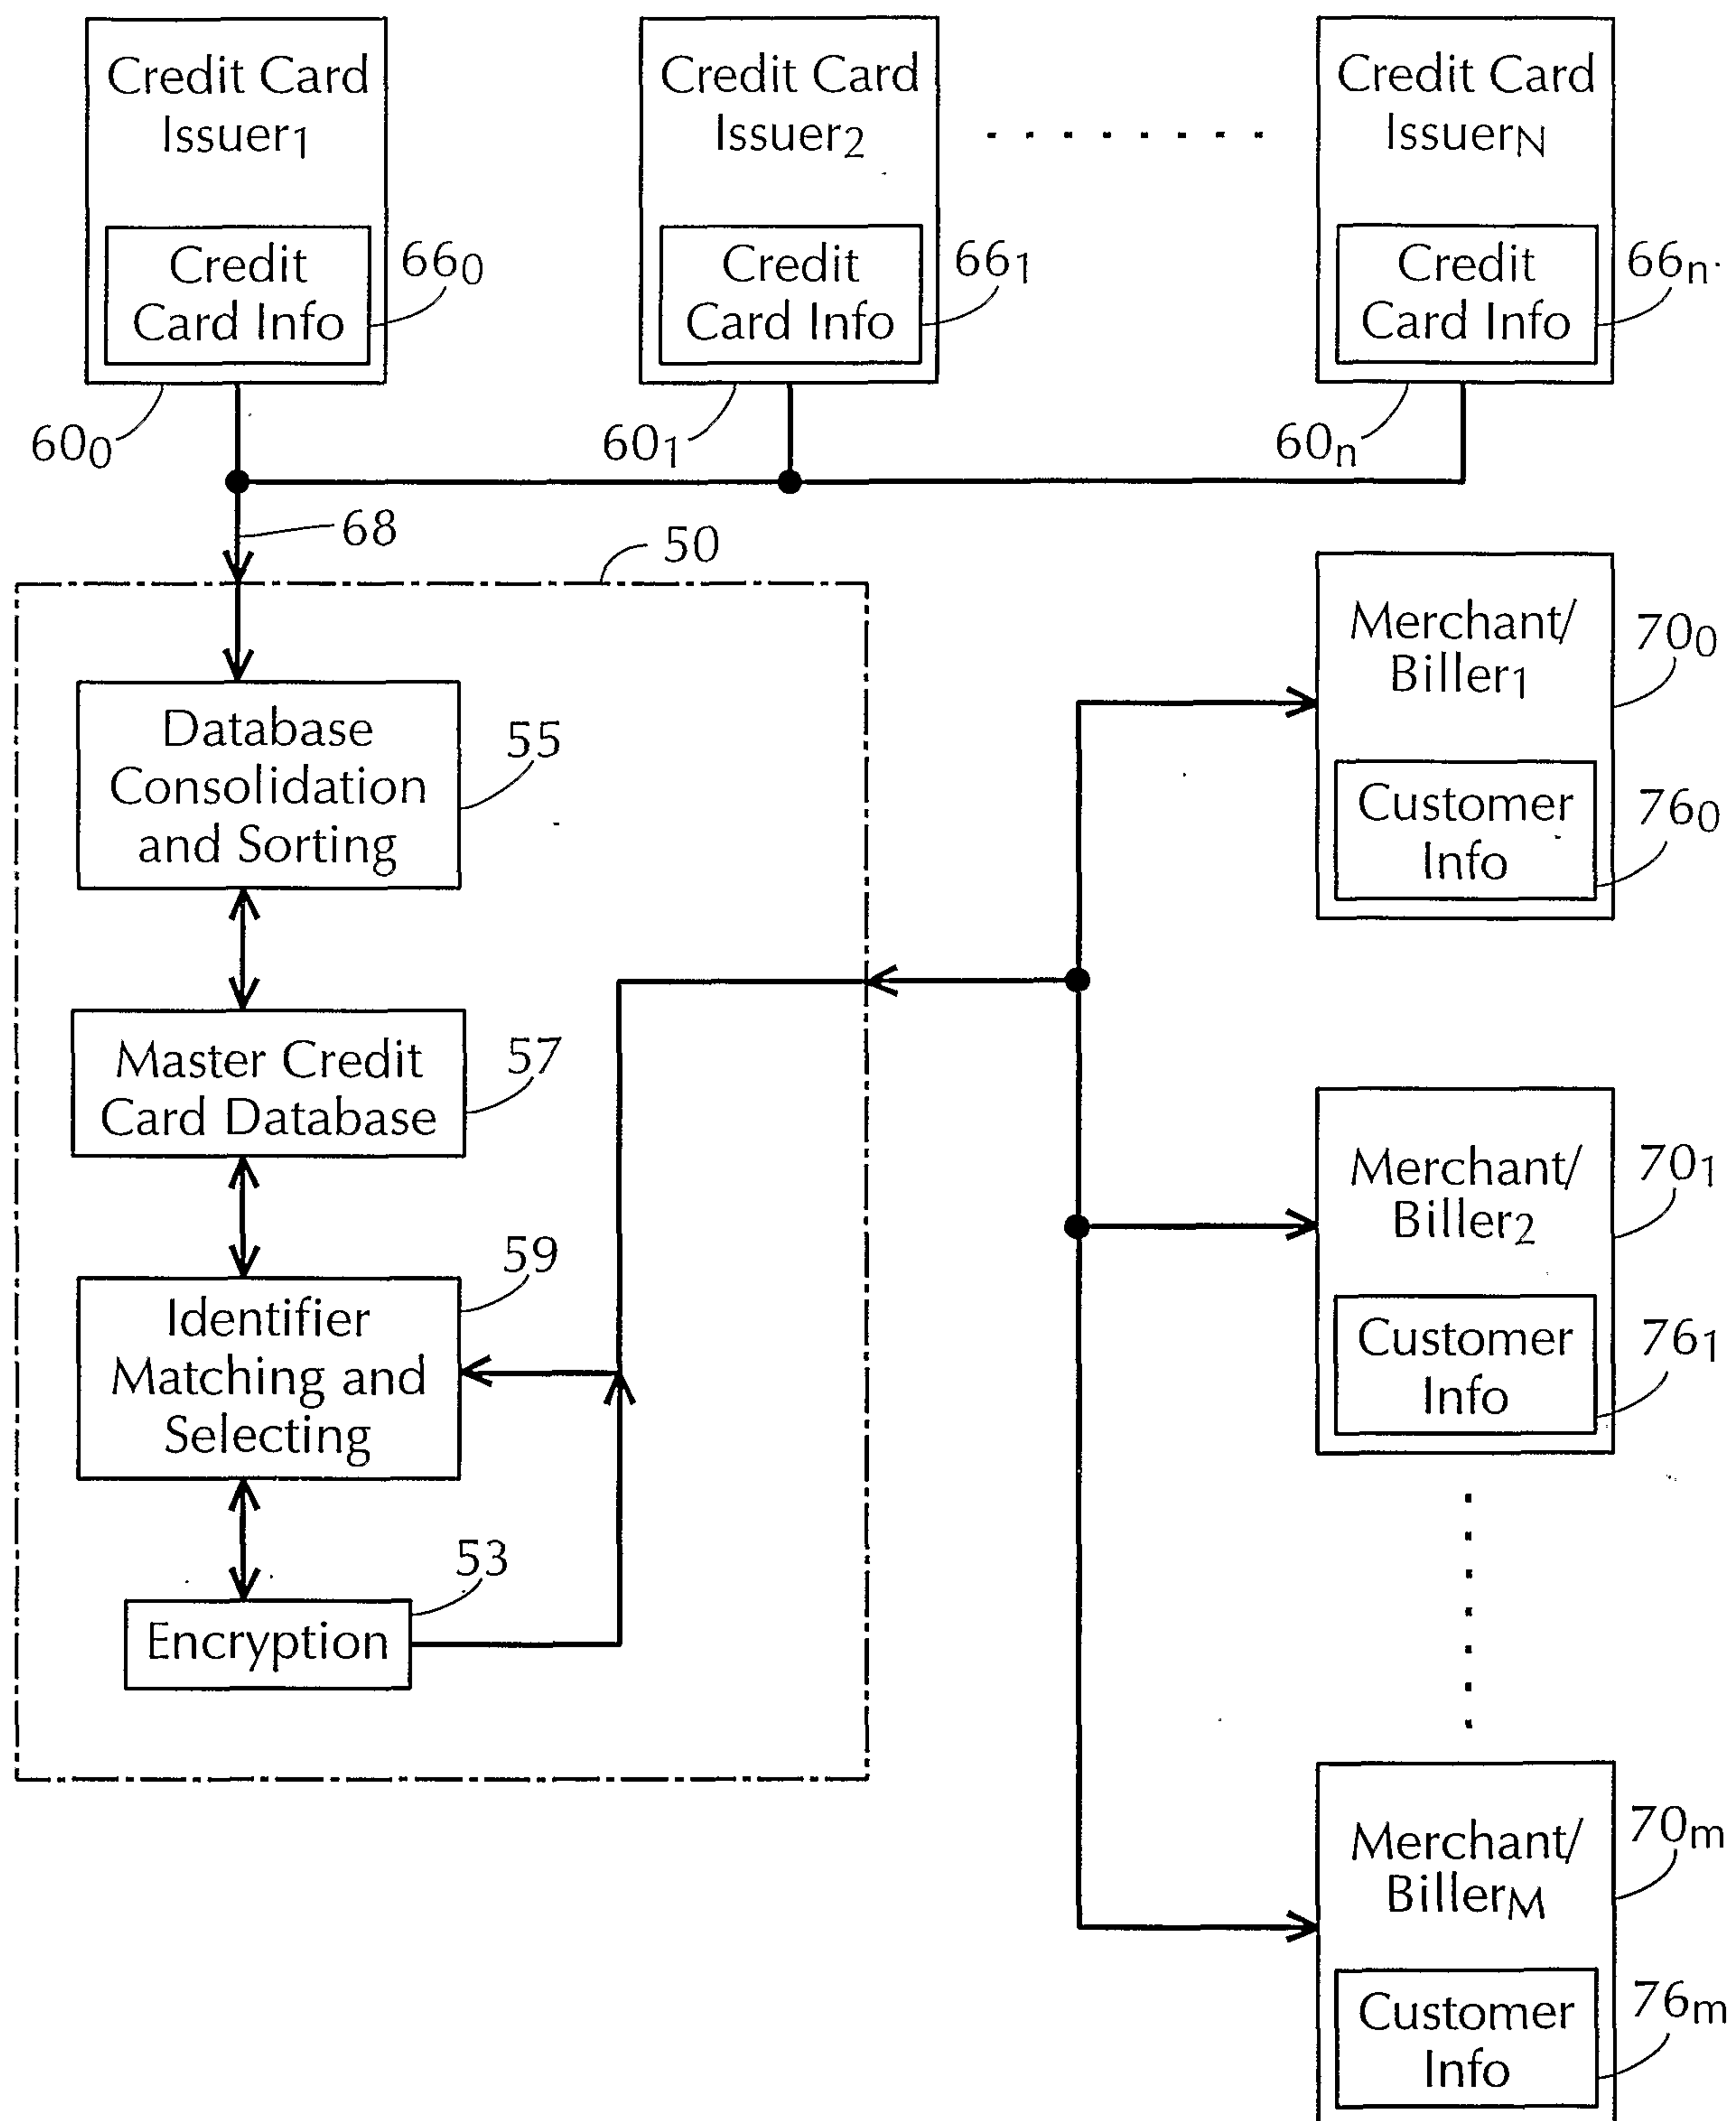 Credit Card
Issuer1
Credit Card
Issuer2
Credit Card
IssuerN
Credit
Card Info
660
Credit
Card Info
661
Credit
Card Info
66n
600
601
60n
68
50
Merchant/
Biller1
700
Customer
Info
760
Database
Consolidation
and Sorting
55
Master Credit
Card Database
57
Merchant/
Biller2
701
Customer
Info
761
Identifier
Matching and
Selecting
59
Encryption
53
Merchant/
BillerM
70m
Customer
Info
76m